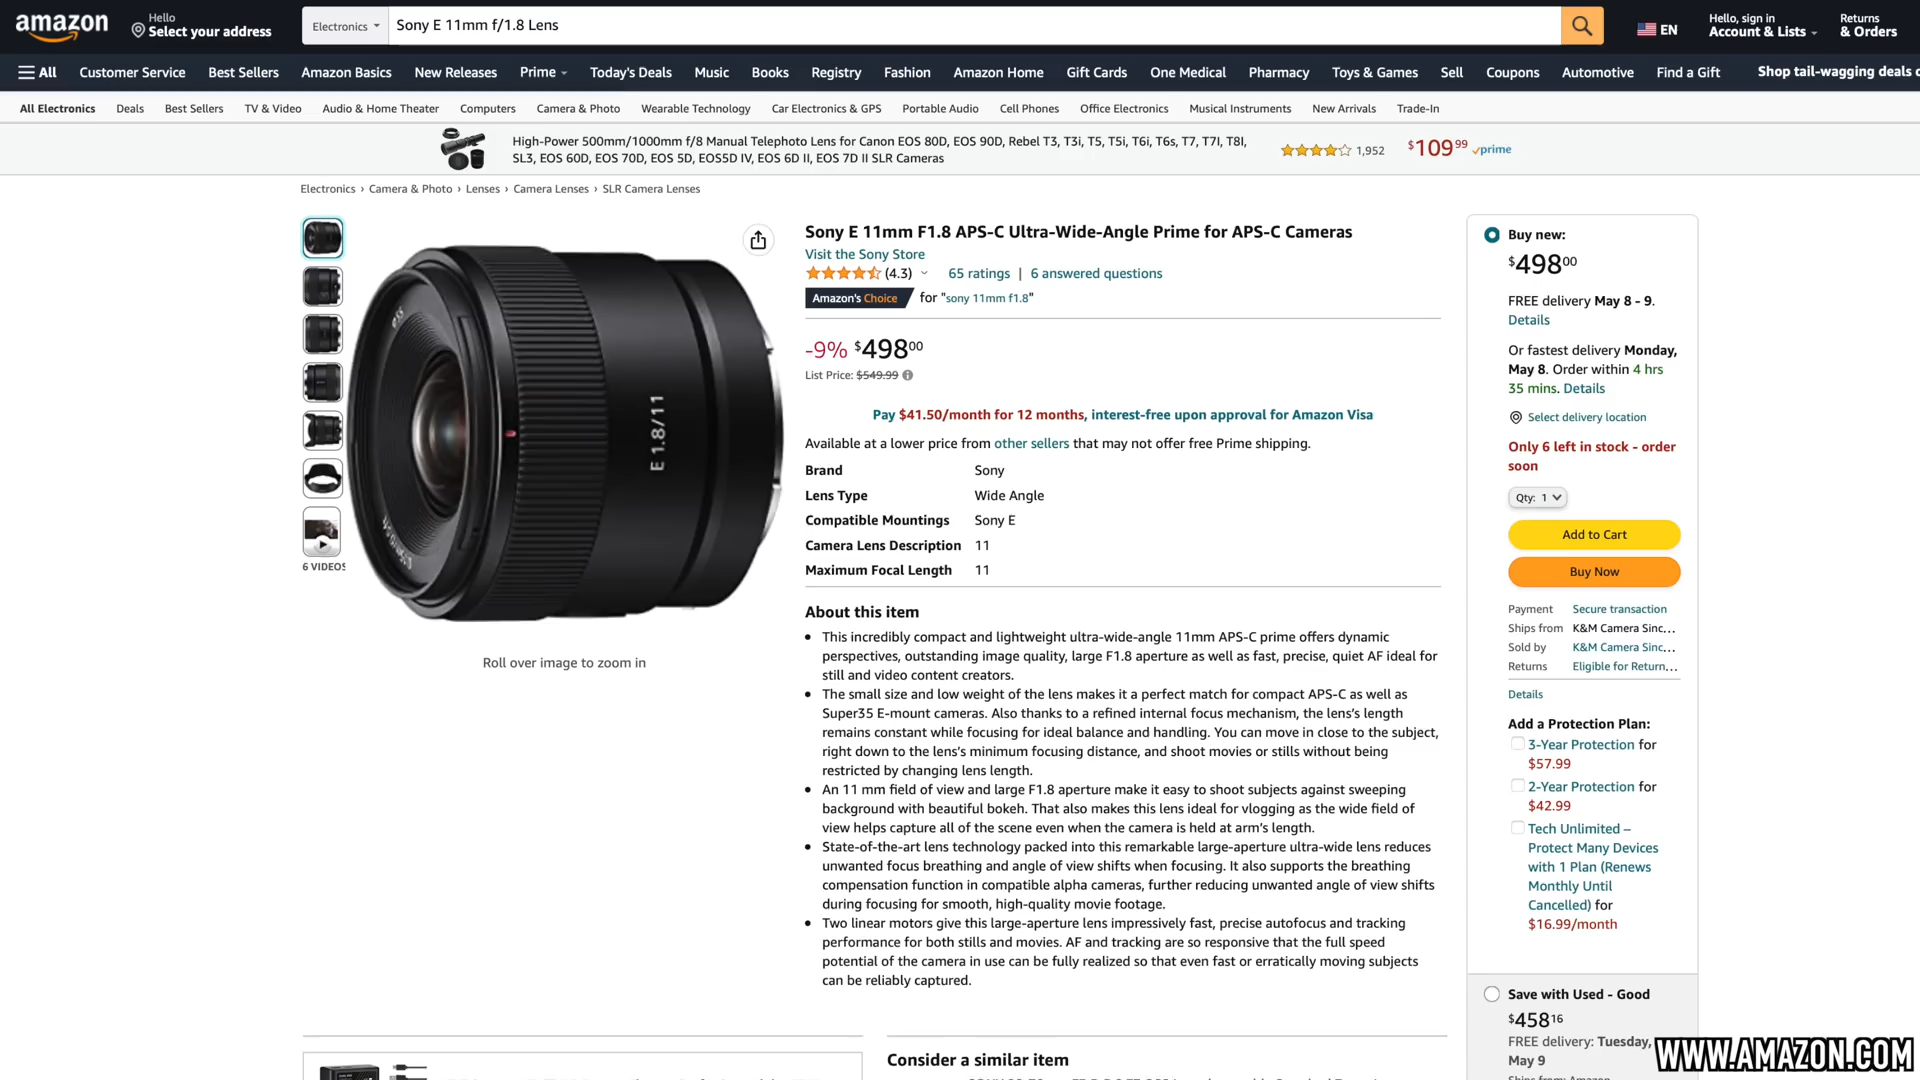 amazon
Hello
Select your address
Electronics
Sony E 11mm f/1.8 Lens
EN
Hello, sign in
Account & Lists
Returns
& Orders
All
Customer Service
Best Sellers
Amazon Basics
New Releases
Prime
Today's Deals
Music
Books
Registry
Fashion
Amazon Home
Gift Cards
One Medical
Pharmacy
Toys & Games
Sell
Coupons
Automotive
Find a Gift
Shop tail-wagging deals
All Electronics
Deals
Best Sellers
TV & Video
Audio & Home Theater
Computers
Camera & Photo
Wearable Technology
Car Electronics & GPS
Portable Audio
Cell Phones
Office Electronics
Musical Instruments
New Arrivals
Trade-In
High-Power 500mm/1000mm f/8 Manual Telephoto Lens for Canon EOS 80D, EOS 90D, Rebel T3, T3i, T5, T5i, T6i, T6s, T7, T7I, T8I,
SL3, EOS 60D, EOS 70D, EOS 5D, EOS5D IV, EOS 6D II, EOS 7D II SLR Cameras
1,952
$109 99
prime
Electronics › Camera & Photo › Lenses › Camera Lenses › SLR Camera Lenses
6 VIDEOS
E 1.8/11
Roll over image to zoom in
Sony E 11mm F1.8 APS-C Ultra-Wide-Angle Prime for APS-C Cameras
Visit the Sony Store
(4.3)
65 ratings | 6 answered questions
Amazon's Choice for "sony 11mm f1.8"
-9% $498 00
List Price: $549.99
Pay $41.50/month for 12 months, interest-free upon approval for Amazon Visa
Available at a lower price from other sellers that may not offer free Prime shipping.
Brand Sony
Lens Type Wide Angle
Compatible Mountings Sony E
Camera Lens Description 11
Maximum Focal Length 11
About this item
This incredibly compact and lightweight ultra-wide-angle 11mm APS-C prime offers dynamic
perspectives, outstanding image quality, large F1.8 aperture as well as fast, precise, quiet AF ideal for
still and video content creators.
The small size and low weight of the lens makes it a perfect match for compact APS-C as well as
Super35 E-mount cameras. Also thanks to a refined internal focus mechanism, the lens's length
remains constant while focusing for ideal balance and handling. You can move in close to the subject,
right down to the lens's minimum focusing distance, and shoot movies or stills without being
restricted by changing lens length.
An 11 mm field of view and large F1.8 aperture make it easy to shoot subjects against sweeping
background with beautiful bokeh. That also makes this lens ideal for vlogging as the wide field of
view helps capture all of the scene even when the camera is held at arm's length.
State-of-the-art lens technology packed into this remarkable large-aperture ultra-wide lens reduces
unwanted focus breathing and angle of view shifts when focusing. It also supports the breathing
compensation function in compatible alpha cameras, further reducing unwanted angle of view shifts
during focusing for smooth, high-quality movie footage.
Two linear motors give this large-aperture lens impressively fast, precise autofocus and tracking
performance for both stills and movies. AF and tracking are so responsive that the full speed
potential of the camera in use can be fully realized so that even fast or erratically moving subjects
can be reliably captured.
Consider a similar item
Buy new:
$498 00
FREE delivery May 8 - 9.
Details
Or fastest delivery Monday,
May 8. Order within 4 hrs
35 mins. Details
Select delivery location
Only 6 left in stock - order
soon
Qty: 1
Add to Cart
Buy Now
Payment Secure transaction
Ships from K&M Camera Sinc...
Sold by K&M Camera Sinc...
Returns Eligible for Return...
Details
Add a Protection Plan:
3-Year Protection for
$57.99
2-Year Protection for
$42.99
Tech Unlimited –
Protect Many Devices
with 1 Plan (Renews
Monthly Until
Cancelled) for
$16.99/month
Save with Used - Good
$458 16
FREE delivery: Tuesday,
May 9
WWW.AMAZON.COM